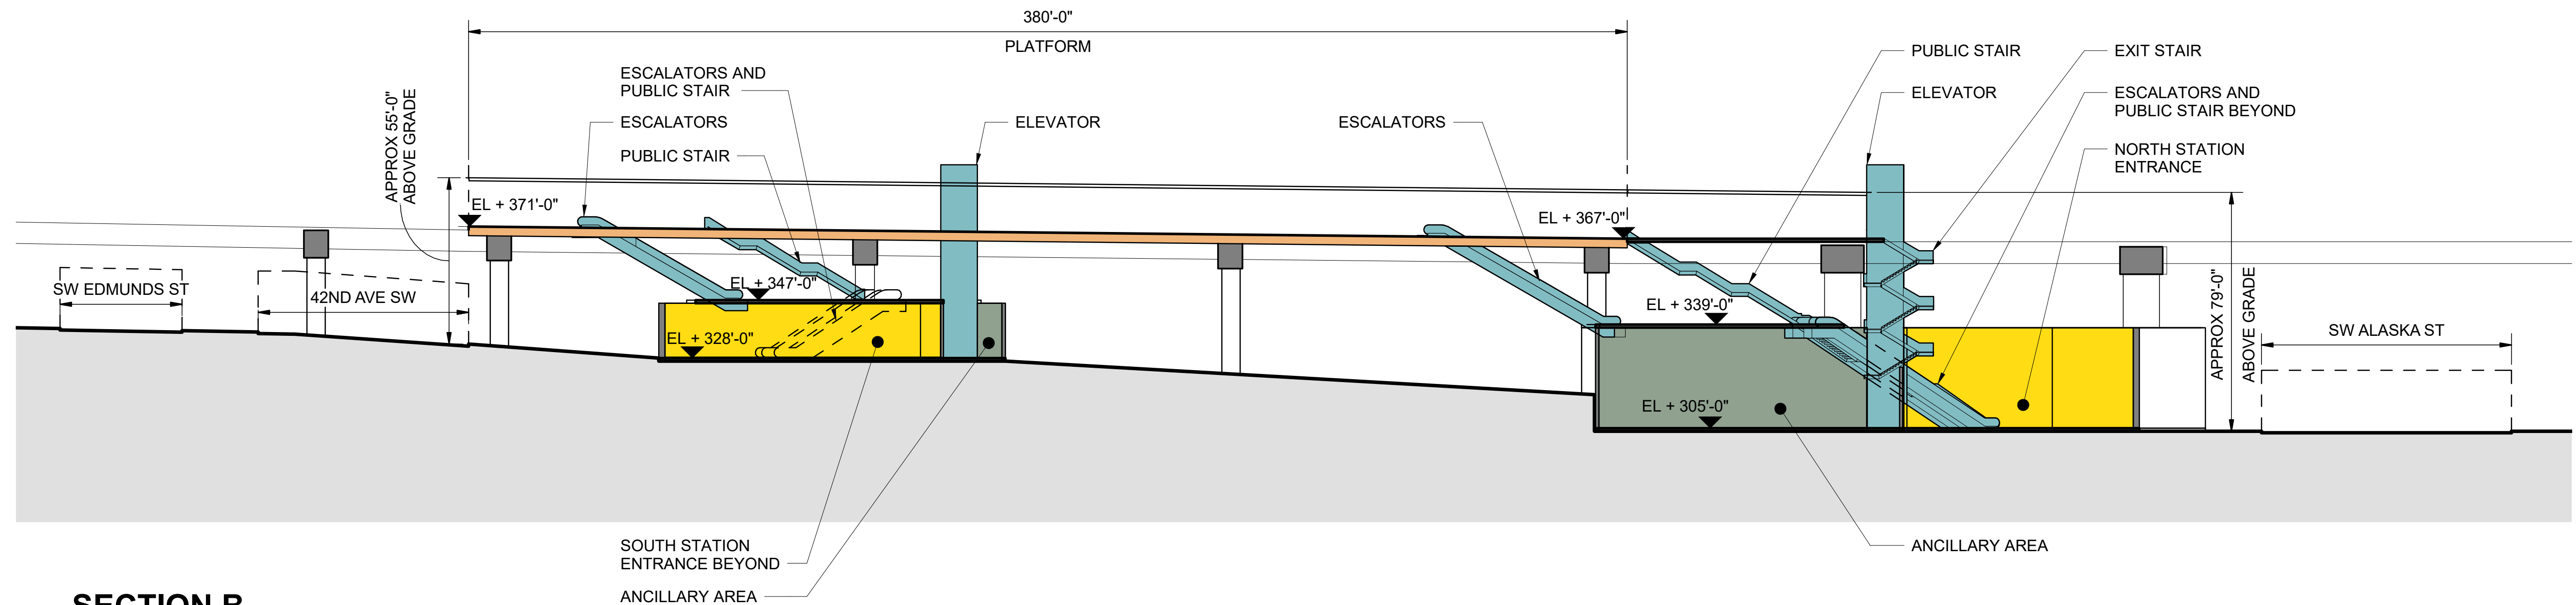 380'-0"
PLATFORM
PUBLIC STAIR
EXIT STAIR
ESCALATORS AND
PUBLIC STAIR
ELEVATOR
ESCALATORS AND
PUBLIC STAIR BEYOND
APPROX 55'-0"
ABOVE GRADE
ESCALATORS
ELEVATOR
ESCALATORS
PUBLIC STAIR
NORTH STATION
ENTRANCE
EL + 371'-0"
EL + 367'-0"
SW EDMUNDS ST
42ND AVE SW
EL + 347'-0"
EL + 339'-0"
EL + 328'-0"
APPROX 79'-0"
ABOVE GRADE
SW ALASKA ST
EL + 305'-0"
SOUTH STATION
ENTRANCE BEYOND
ANCILLARY AREA
ANCILLARY AREA
SECTION B